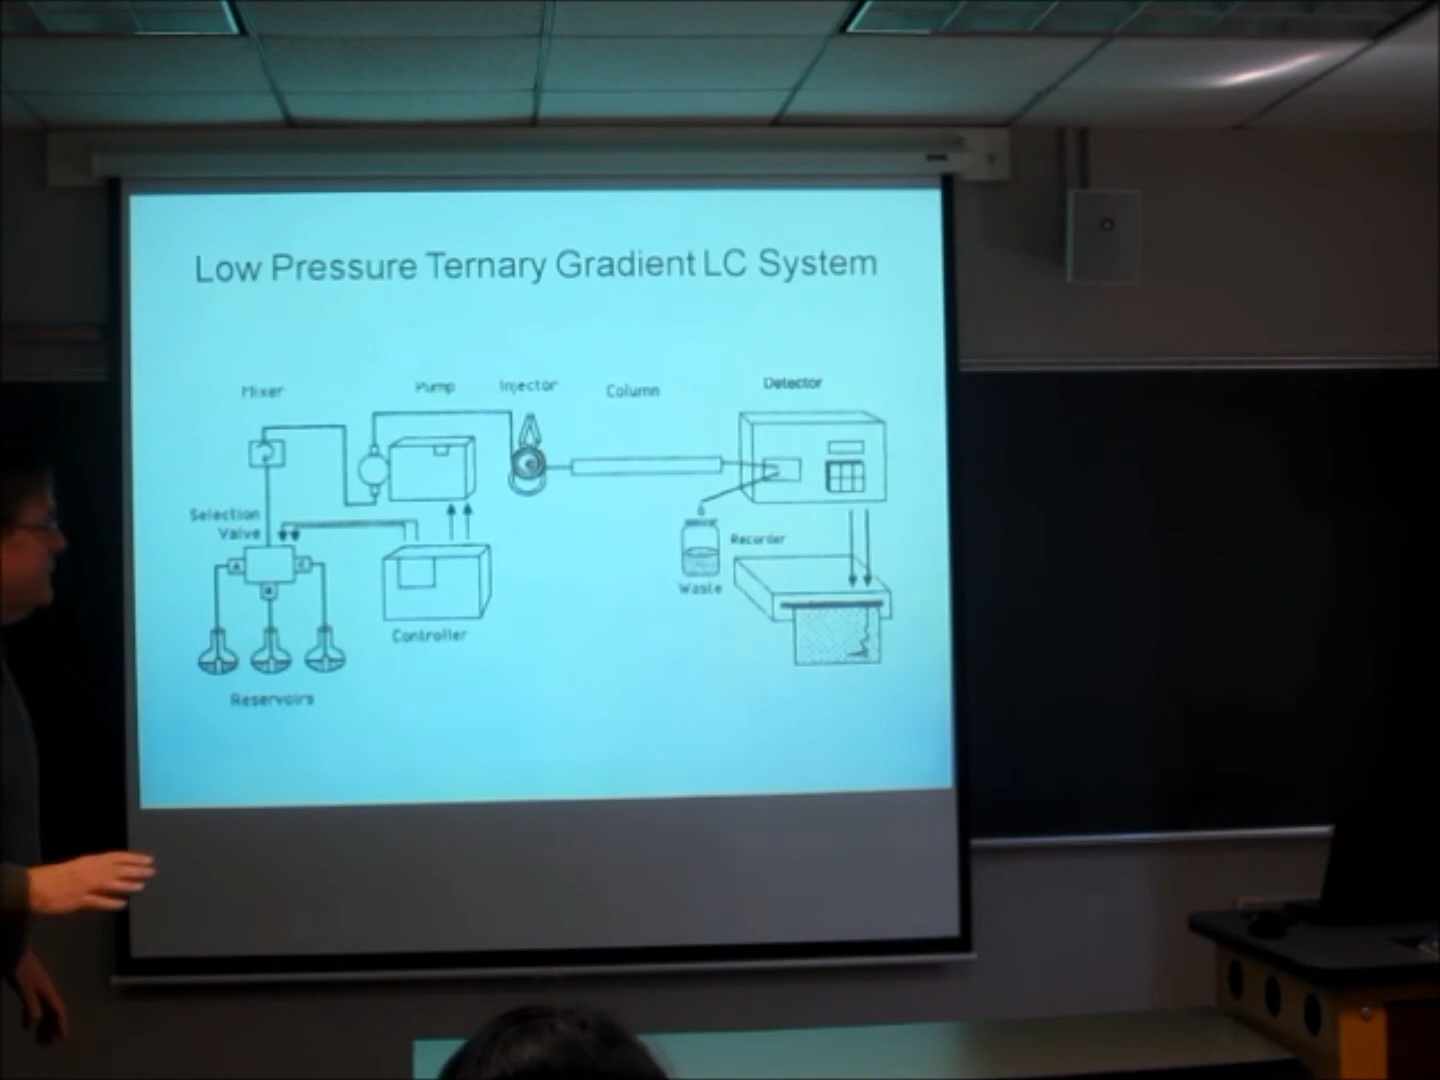 Low Pressure Ternary Gradient LC System
Mixer
Pump
Injector
Column
Detector
Selection
Valve
A
B
C
Controller
Reservoirs
Waste
Recorder